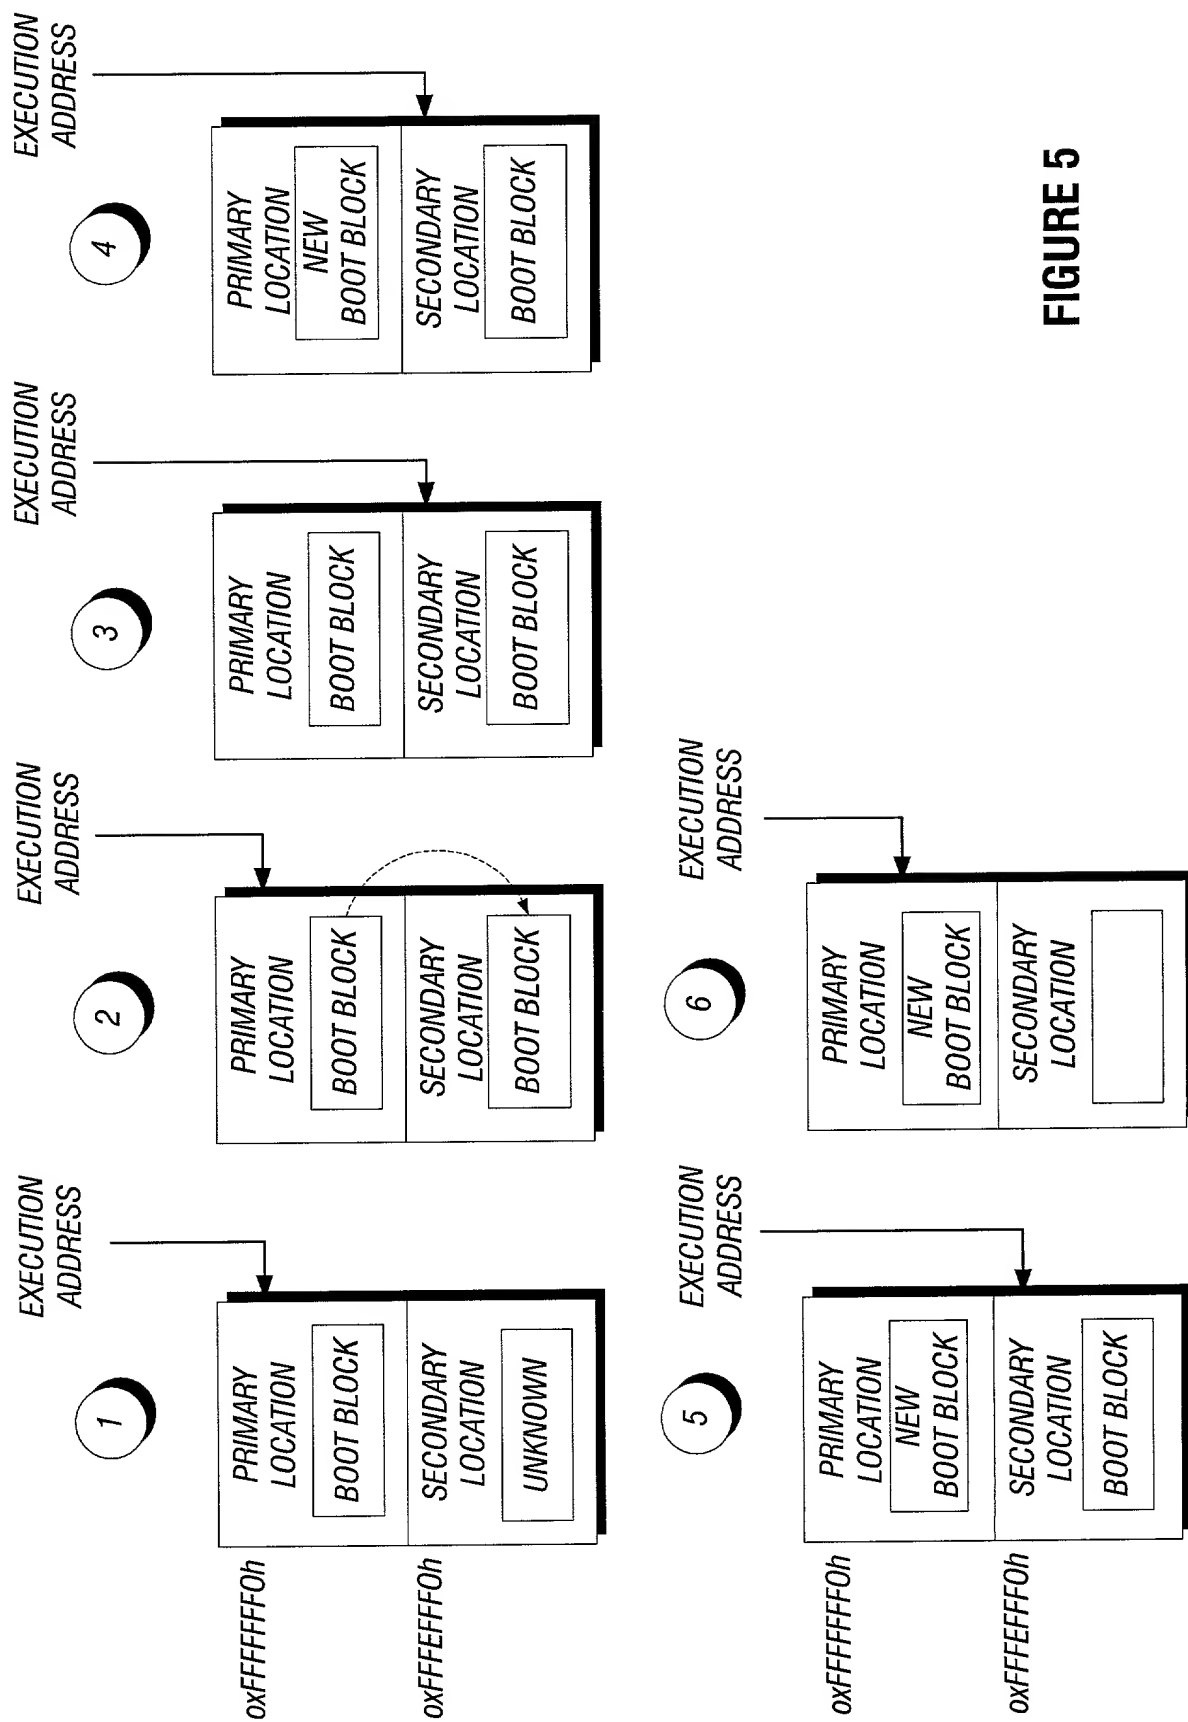 EXECUTION
ADDRESS
1
oxFFFFFFF0h
PRIMARY
LOCATION
BOOT BLOCK
oxFFFEFFF0h
SECONDARY
LOCATION
UNKNOWN
EXECUTION
ADDRESS
2
PRIMARY
LOCATION
BOOT BLOCK
SECONDARY
LOCATION
BOOT BLOCK
EXECUTION
ADDRESS
3
PRIMARY
LOCATION
BOOT BLOCK
SECONDARY
LOCATION
BOOT BLOCK
EXECUTION
ADDRESS
4
PRIMARY
LOCATION
NEW
BOOT BLOCK
SECONDARY
LOCATION
BOOT BLOCK
EXECUTION
ADDRESS
5
oxFFFFFFF0h
PRIMARY
LOCATION
NEW
BOOT BLOCK
oxFFFEFFF0h
SECONDARY
LOCATION
BOOT BLOCK
EXECUTION
ADDRESS
6
PRIMARY
LOCATION
NEW
BOOT BLOCK
SECONDARY
LOCATION
FIGURE 5